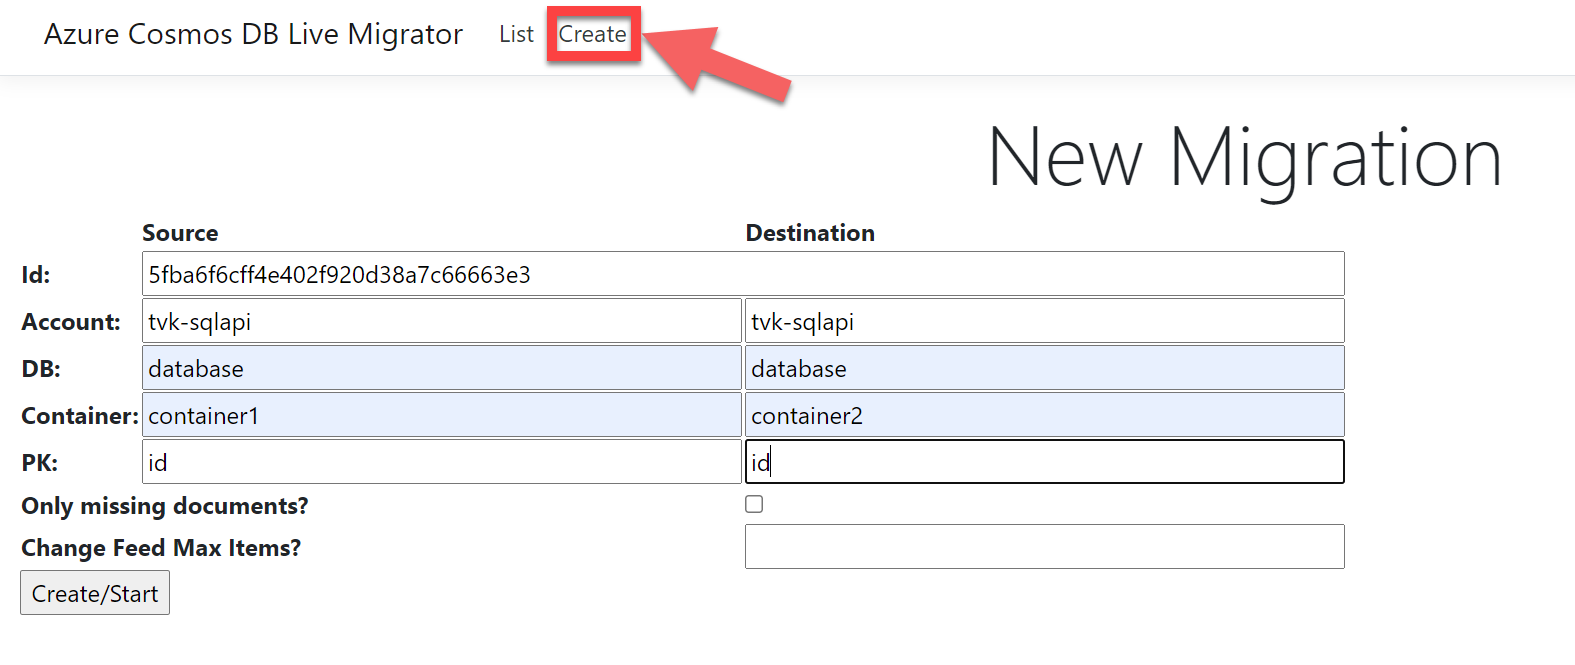 Azure Cosmos DB Live Migrator List Create
New Migration
Source Destination
Id: 5fba6f6cff4e402f920d38a7c66663e3
Account: tvk-sqlapi tvk-sqlapi
DB: database database
Container: container1 container2
PK: id id
Only missing documents?
Change Feed Max Items?
Create/Start